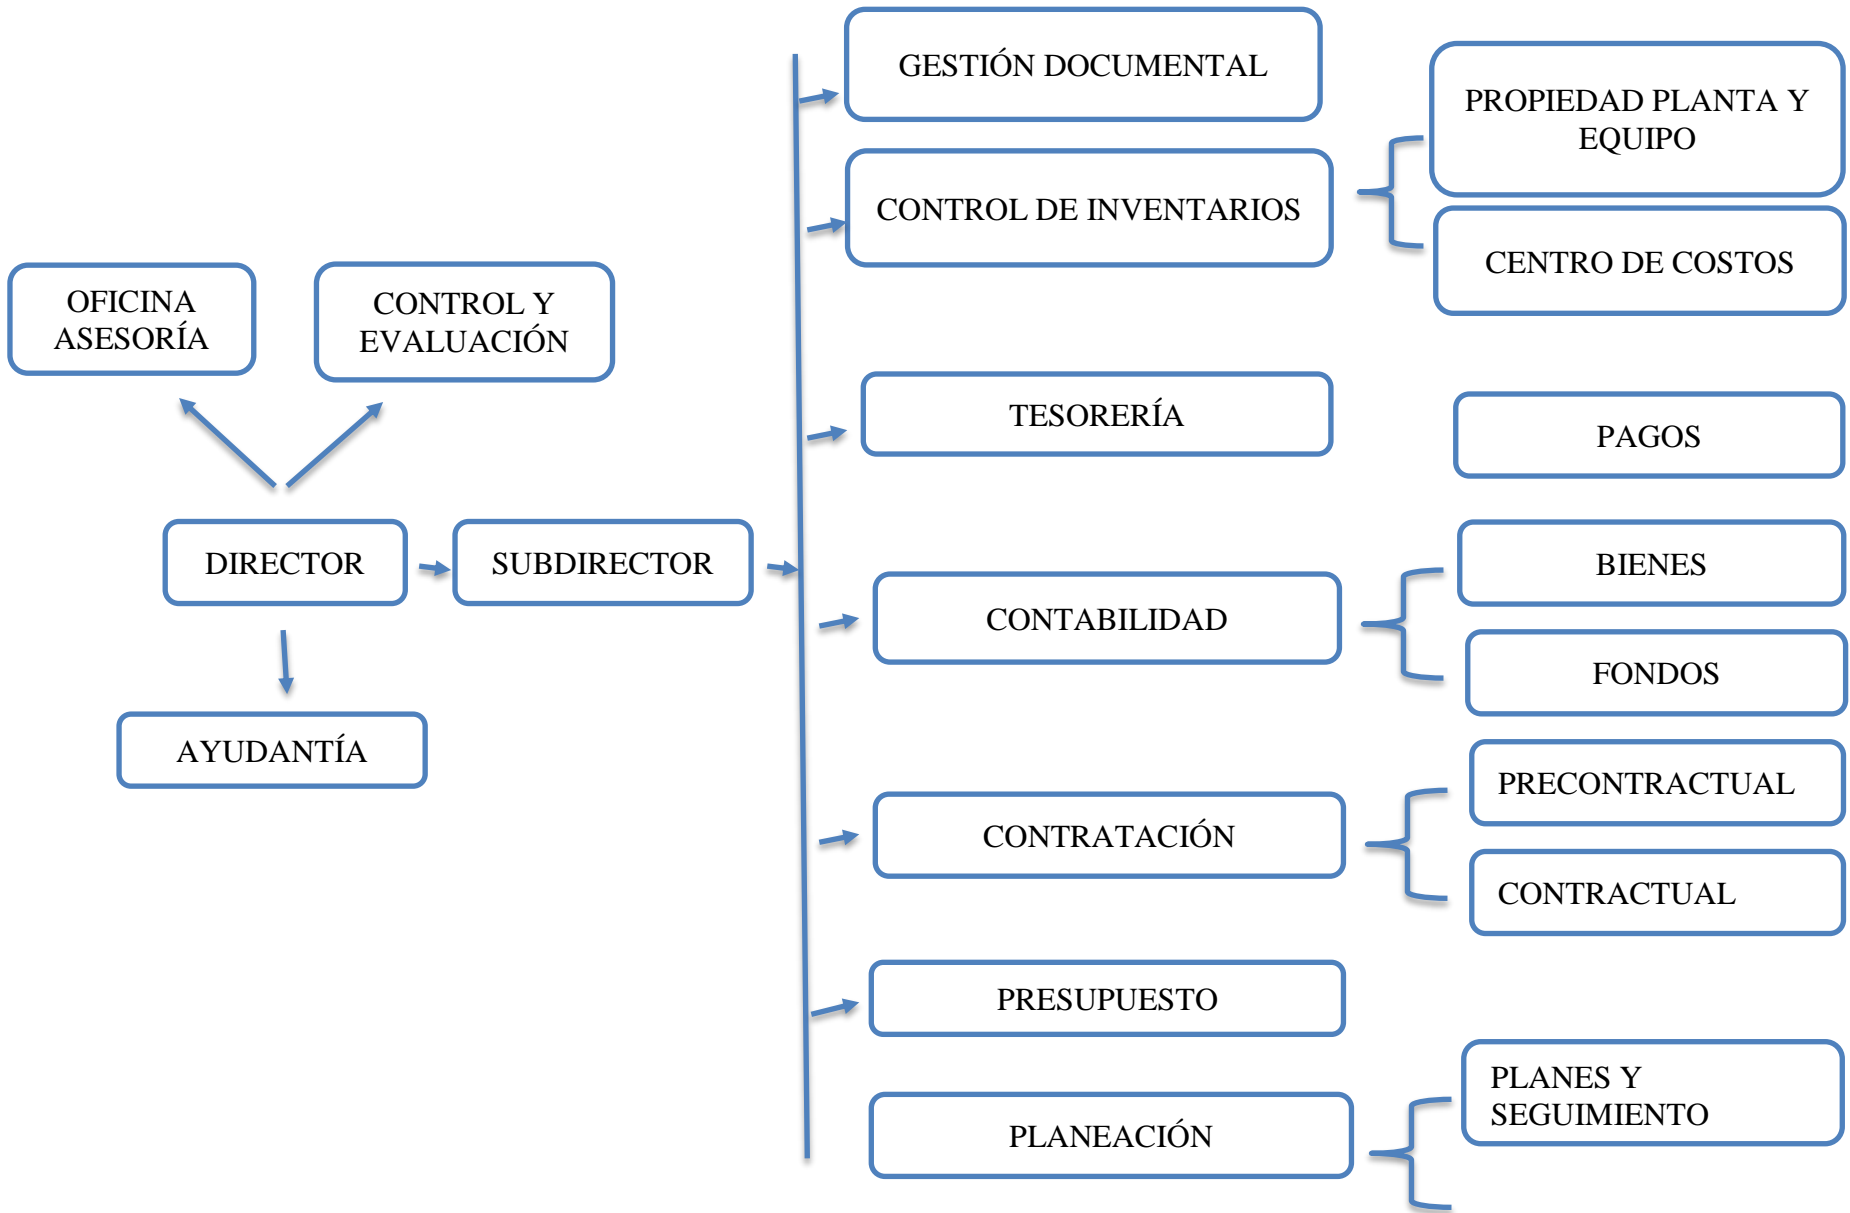 GESTIÓN DOCUMENTAL
PROPIEDAD PLANTA Y
EQUIPO
CONTROL DE INVENTARIOS
CENTRO DE COSTOS
OFICINA
ASESORÍA
CONTROL Y
EVALUACIÓN
TESORERÍA
PAGOS
DIRECTOR
SUBDIRECTOR
BIENES
CONTABILIDAD
FONDOS
AYUDANTÍA
PRECONTRACTUAL
CONTRATACIÓN
CONTRACTUAL
PRESUPUESTO
PLANES Y
SEGUIMIENTO
PLANEACIÓN